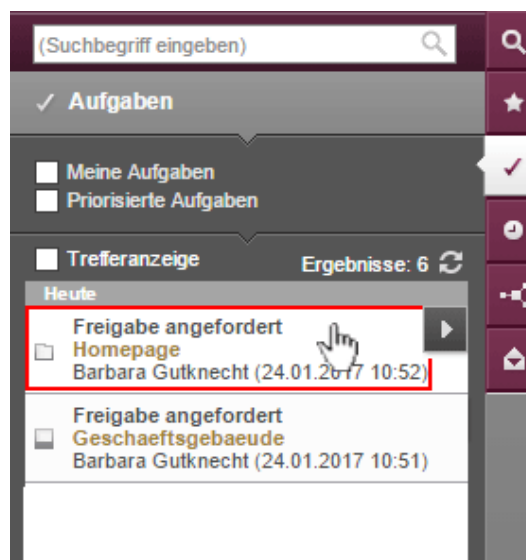 (Suchbegriff eingeben)
Aufgaben
Meine Aufgaben
Priorisierte Aufgaben
Trefferanzeige Ergebnisse: 6
Heute
Freigabe angefordert
Homepage
Barbara Gutknecht (24.01.2017 10:52)
Freigabe angefordert
Geschaeftsgebaeude
Barbara Gutknecht (24.01.2017 10:51)